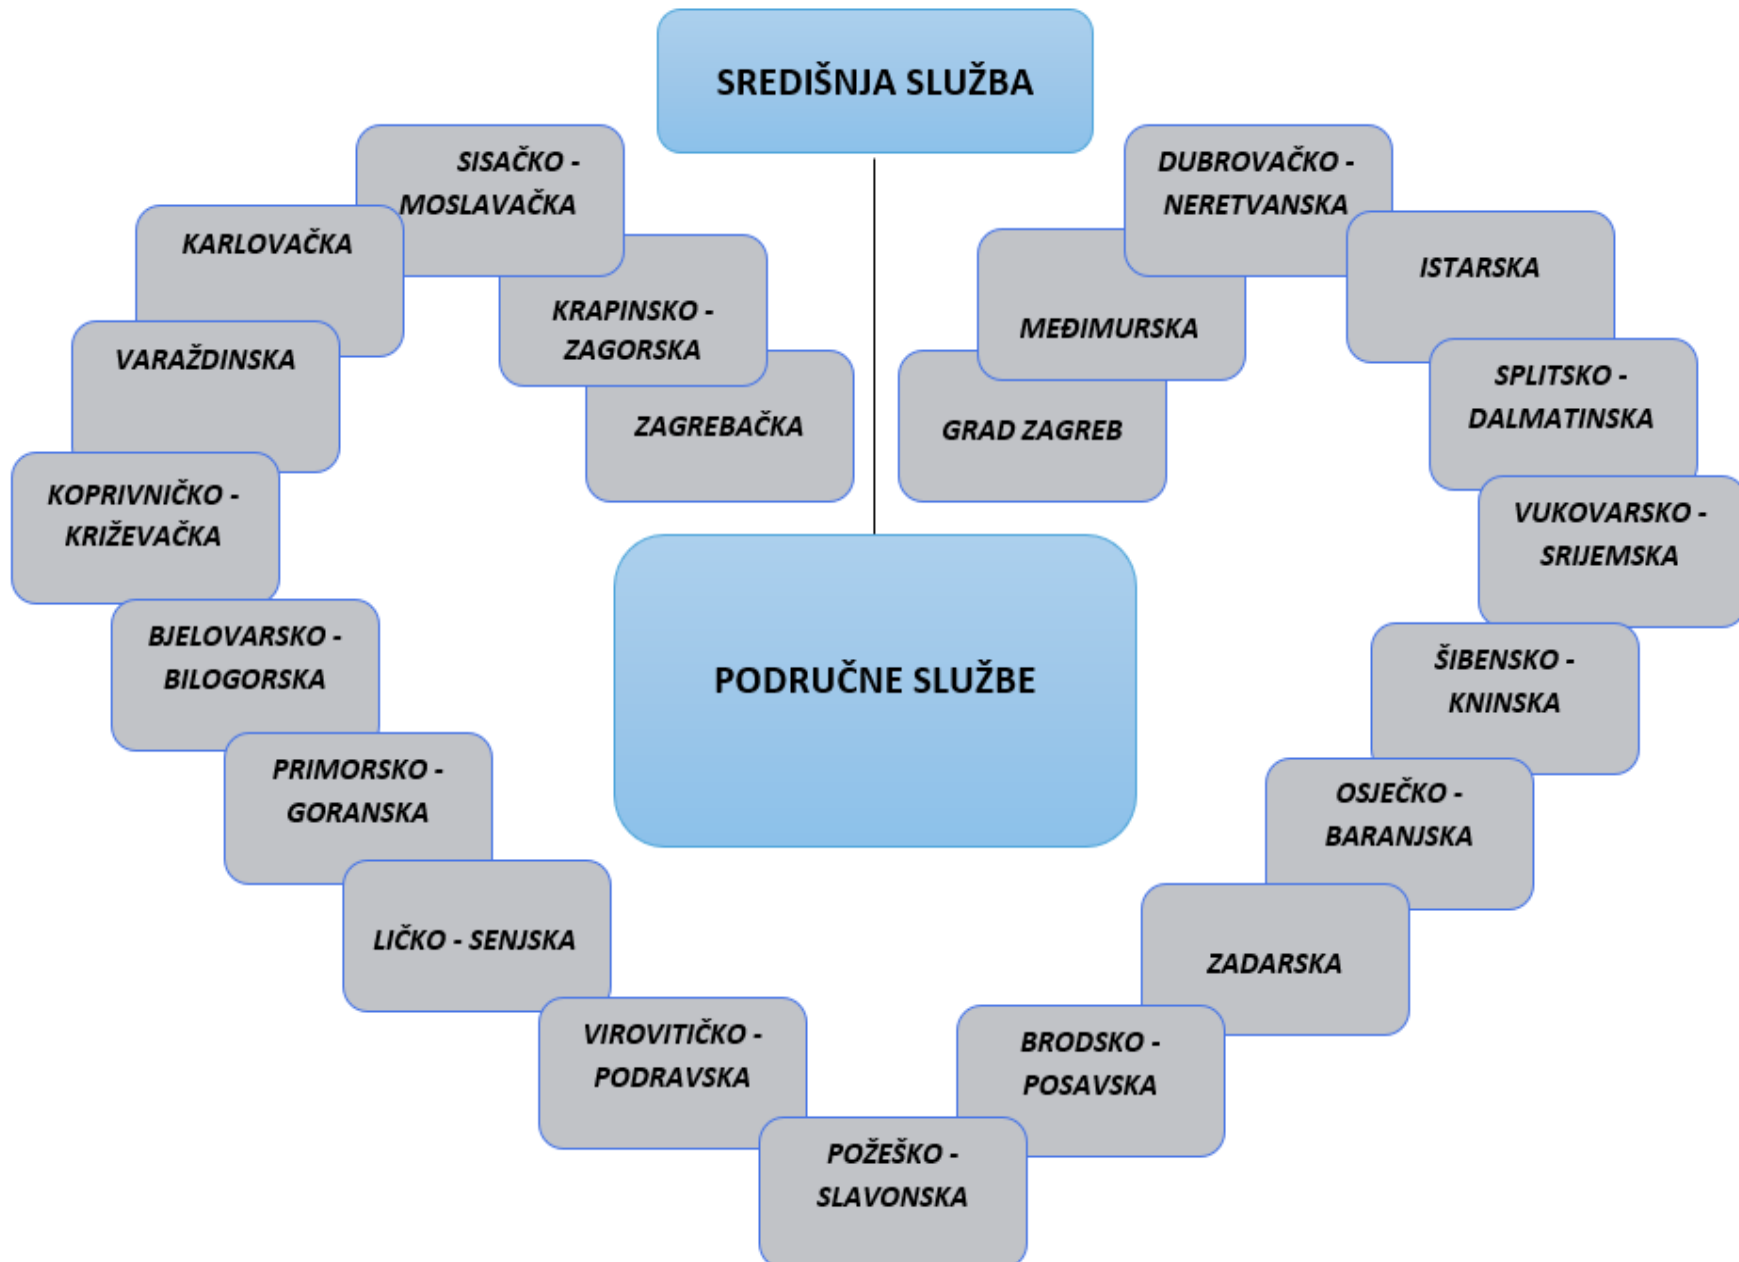 SREDIŠNJA SLUŽBA
SISAČKO -
MOSLAVAČKA
DUBROVAČKO -
NERETVANSKA
KARLOVAČKA
ISTARSKA
KRAPINSKO -
ZAGORSKA
MEĐIMURSKA
VARAŽDINSKA
SPLITSKO -
DALMATINSKA
ZAGREBAČKA
GRAD ZAGREB
KOPRIVNIČKO -
KRIŽEVAČKA
VUKOVARSKO -
SRIJEMSKA
BJELOVARSKO -
BILOGORSKA
PODRUČNE SLUŽBE
ŠIBENSKO -
KNINSKA
PRIMORSKO -
GORANSKA
OSJEČKO -
BARANJSKA
LIČKO - SENJSKA
ZADARSKA
VIROVITIČKO -
PODRAVSKA
BRODSKO -
POSAVSKA
POŽEŠKO -
SLAVONSKA